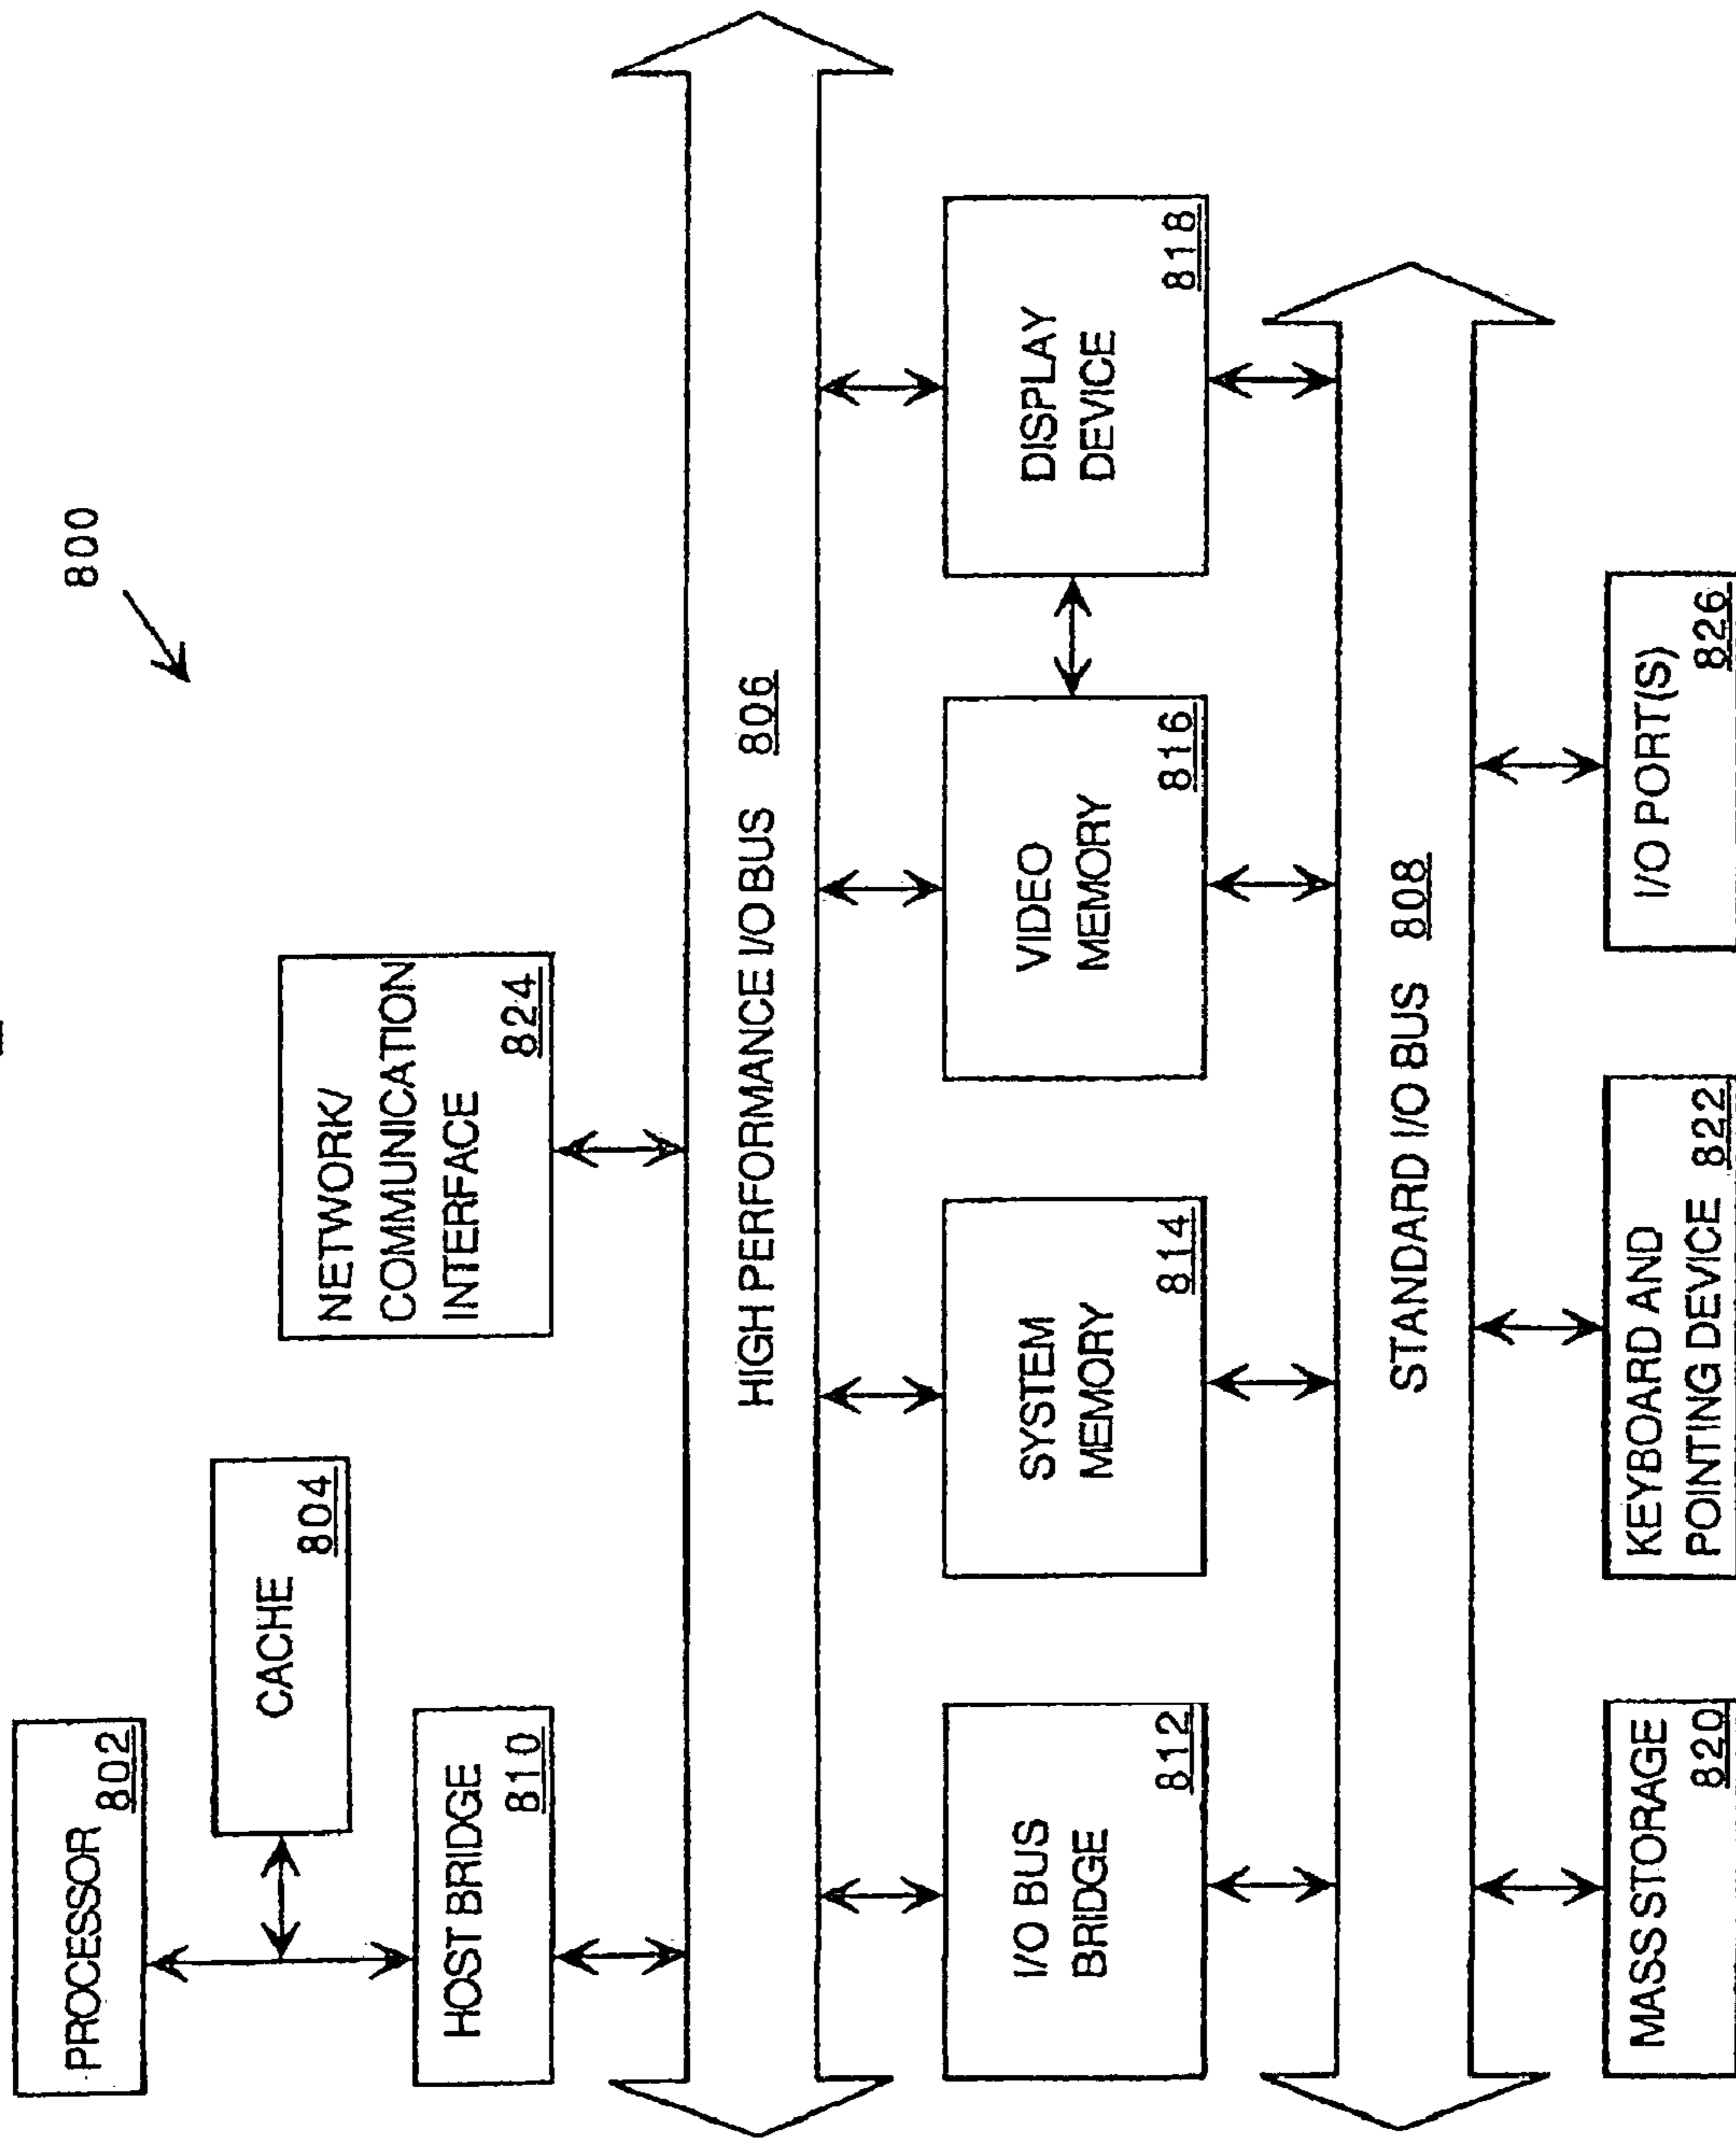 800
PROCESSOR
802
CACHE
804
HOST BRIDGE
810
NETWORK/
COMMUNICATION
INTERFACE
824
HIGH PERFORMANCE I/O BUS 806
I/O BUS
BRIDGE
812
SYSTEM
MEMORY
814
VIDEO
MEMORY
816
DISPLAY
DEVICE
818
STANDARD I/O BUS 808
MASS STORAGE
820
KEYBOARD AND
POINTING DEVICE 822
I/O PORT(S)
826